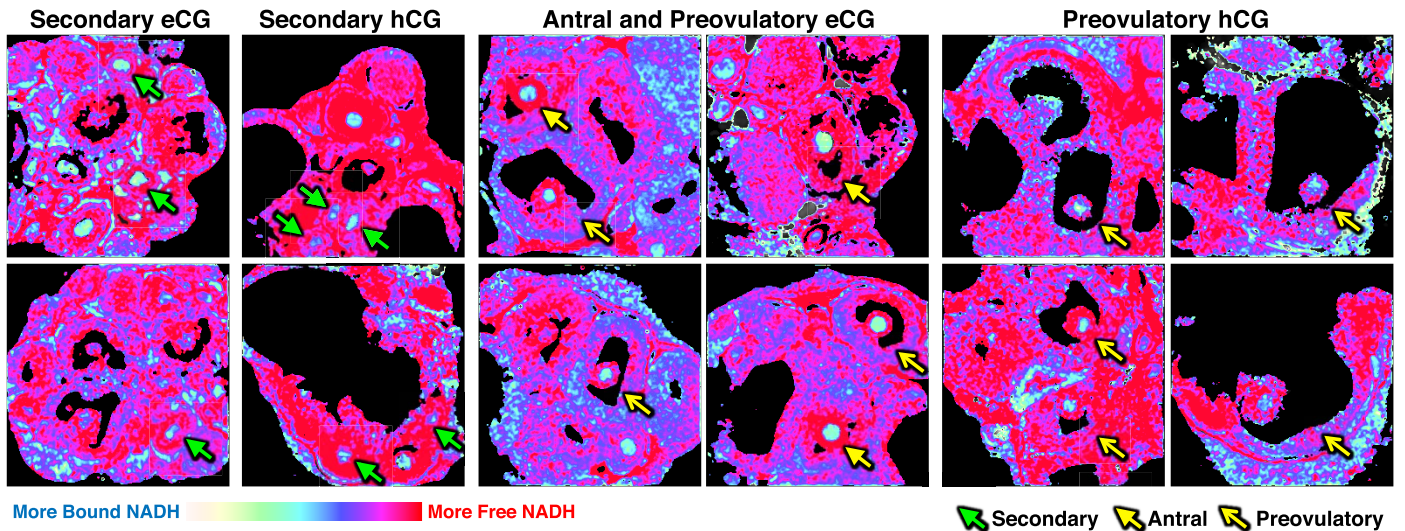 Secondary eCG
Secondary hCG
Antral and Preovulatory eCG
Preovulatory hCG
More Bound NADH
More Free NADH
Secondary
Antral
Preovulatory